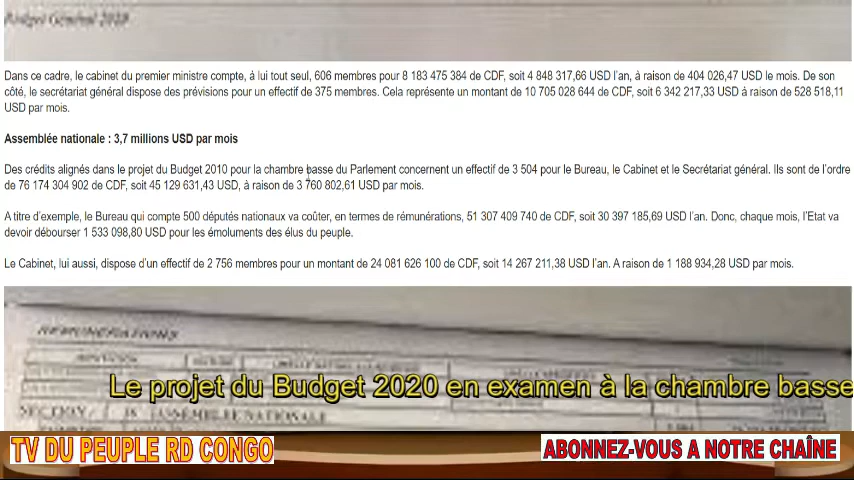 Budget Général 2020
Dans ce cadre, le cabinet du premier ministre compte, à lui tout seul, 606 membres pour 8 183 475 384 de CDF, soit 4 848 317,66 USD l'an, à raison de 404 026,47 USD le mois. De son
côté, le secrétariat général dispose des prévisions pour un effectif de 375 membres. Cela représente un montant de 10 705 028 644 de CDF, soit 6 342 217,33 USD à raison de 528 518,11
USD par mois.
Assemblée nationale : 3,7 millions USD par mois
Des crédits alignés dans le projet du Budget 2010 pour la chambre basse du Parlement concernent un effectif de 3 504 pour le Bureau, le Cabinet et le Secrétariat général. Ils sont de l'ordre
de 76 174 304 902 de CDF, soit 45 129 631,43 USD, à raison de 3 760 802,61 USD par mois.
A titre d'exemple, le Bureau qui compte 500 députés nationaux va coûter, en termes de rémunérations, 51 307 409 740 de CDF, soit 30 397 185,69 USD l'an. Donc, chaque mois, l'Etat va
devoir débourser 1 533 098,80 USD pour les émoluments des élus du peuple.
Le Cabinet, lui aussi, dispose d'un effectif de 2 756 membres pour un montant de 24 081 626 100 de CDF, soit 14 267 211,38 USD l'an. A raison de 1 188 934,28 USD par mois.
REMUNERATIONS
Le projet du Budget 2020 en examen à la chambre basse
SECTION 18 ASSEMBLEE NATIONALE
TV DU PEUPLE RD CONGO
ABONNEZ-VOUS A NOTRE CHAÎNE